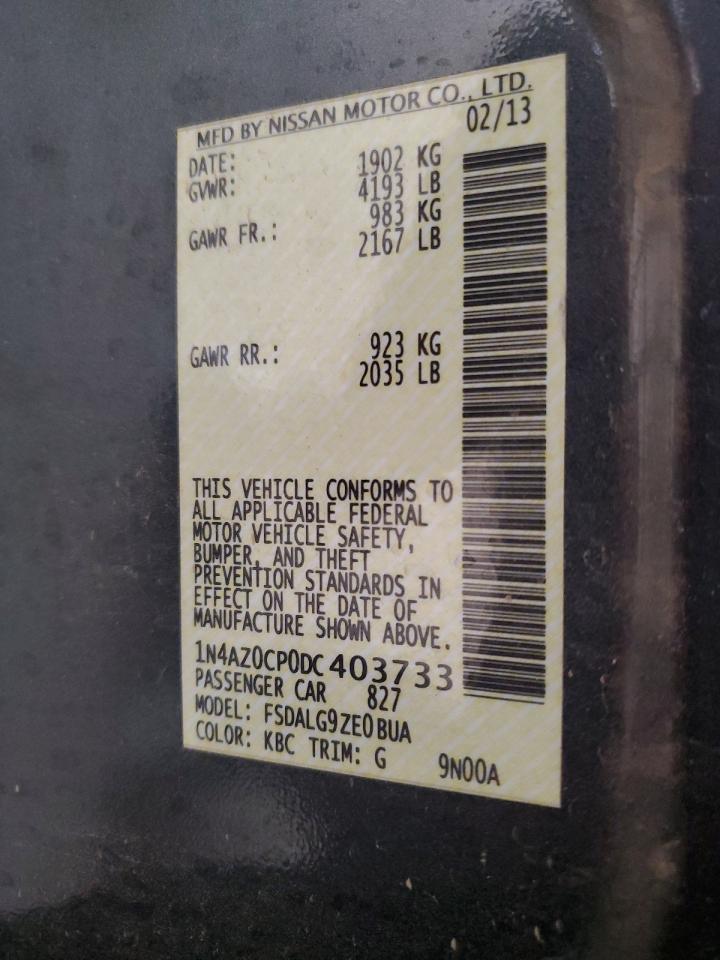 MFD BY NISSAN MOTOR CO., LTD.
DATE: 02/13
GVWR: 1902 KG
4193 LB
GAWR FR.: 983 KG
2167 LB
GAWR RR.: 923 KG
2035 LB
THIS VEHICLE CONFORMS TO
ALL APPLICABLE FEDERAL
MOTOR VEHICLE SAFETY,
BUMPER, AND THEFT
PREVENTION STANDARDS IN
EFFECT ON THE DATE OF
MANUFACTURE SHOWN ABOVE.
1N4AZ0CP0DC403733
PASSENGER CAR 827
MODEL: FSDALG9ZE0BUA
COLOR: KBC TRIM: G 9N00A